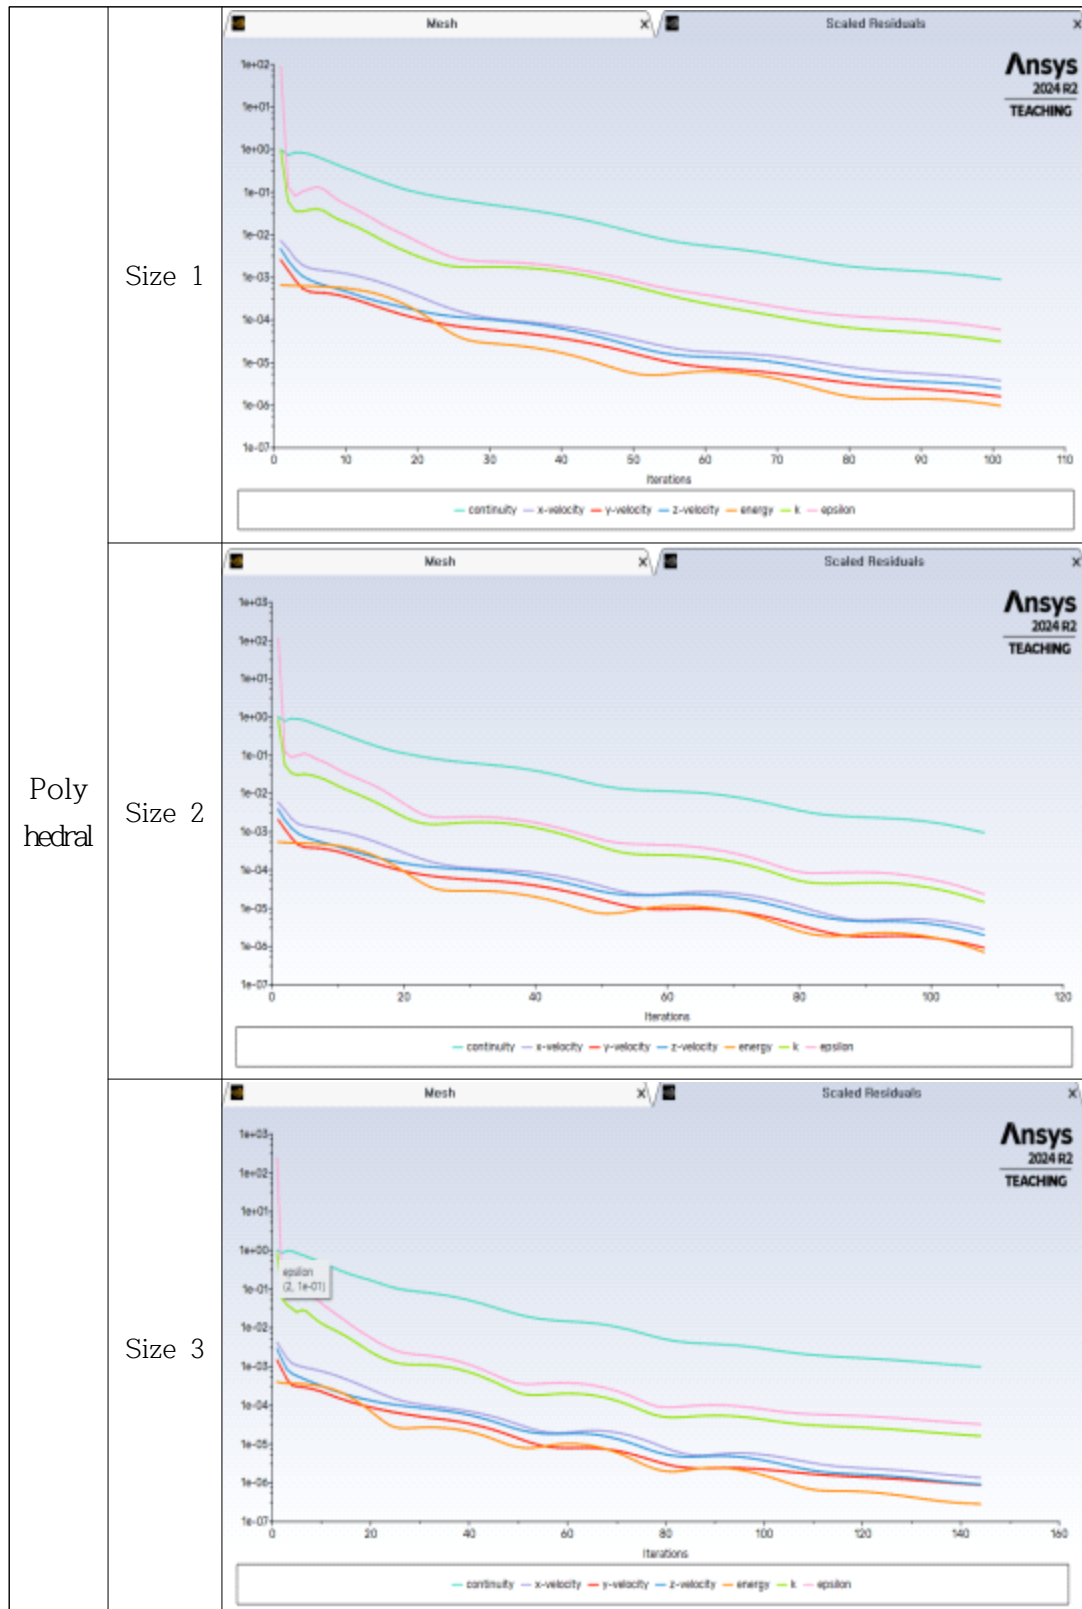 Poly
hedral
Size 1
Mesh
x
Scaled Residuals
x
Ansys
2024 R2
TEACHING
1e+02
1e+01
1e+00
1e-01
1e-02
1e-03
1e-04
1e-05
1e-06
1e-07
0 10 20 30 40 50 60 70 80 90 100 110
Iterations
continuity x-velocity y-velocity z-velocity energy k epsilon
Size 2
Mesh
x
Scaled Residuals
x
Ansys
2024 R2
TEACHING
1e+03
1e+02
1e+01
1e+00
1e-01
1e-02
1e-03
1e-04
1e-05
1e-06
1e-07
0 20 40 60 80 100 120
Iterations
continuity x-velocity y-velocity z-velocity energy k epsilon
Size 3
Mesh
x
Scaled Residuals
x
Ansys
2024 R2
TEACHING
1e+03
1e+02
1e+01
1e+00
epsilon
(2, 1e-01)
1e-01
1e-02
1e-03
1e-04
1e-05
1e-06
1e-07
0 20 40 60 80 100 120 140 160
Iterations
continuity x-velocity y-velocity z-velocity energy k epsilon